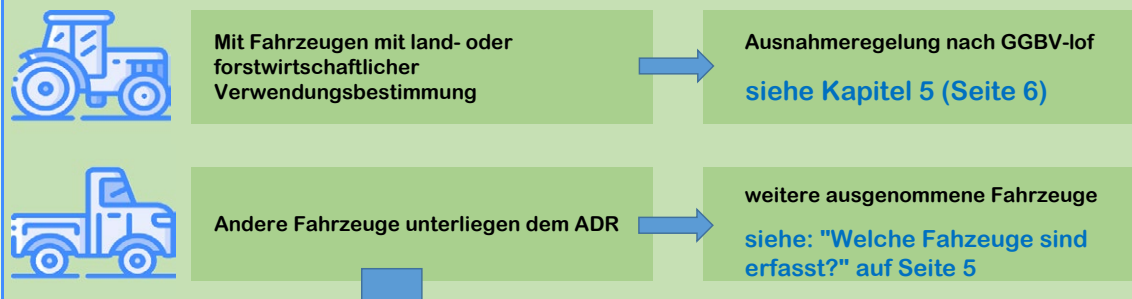 Mit Fahrzeugen mit land- oder
forstwirtschaftlicher
Verwendungsbestimmung
Ausnahmeregelung nach GGBV-lof
siehe Kapitel 5 (Seite 6)
Andere Fahrzeuge unterliegen dem ADR
weitere ausgenommene Fahrzeuge
siehe: "Welche Fahzeuge sind
erfasst?" auf Seite 5